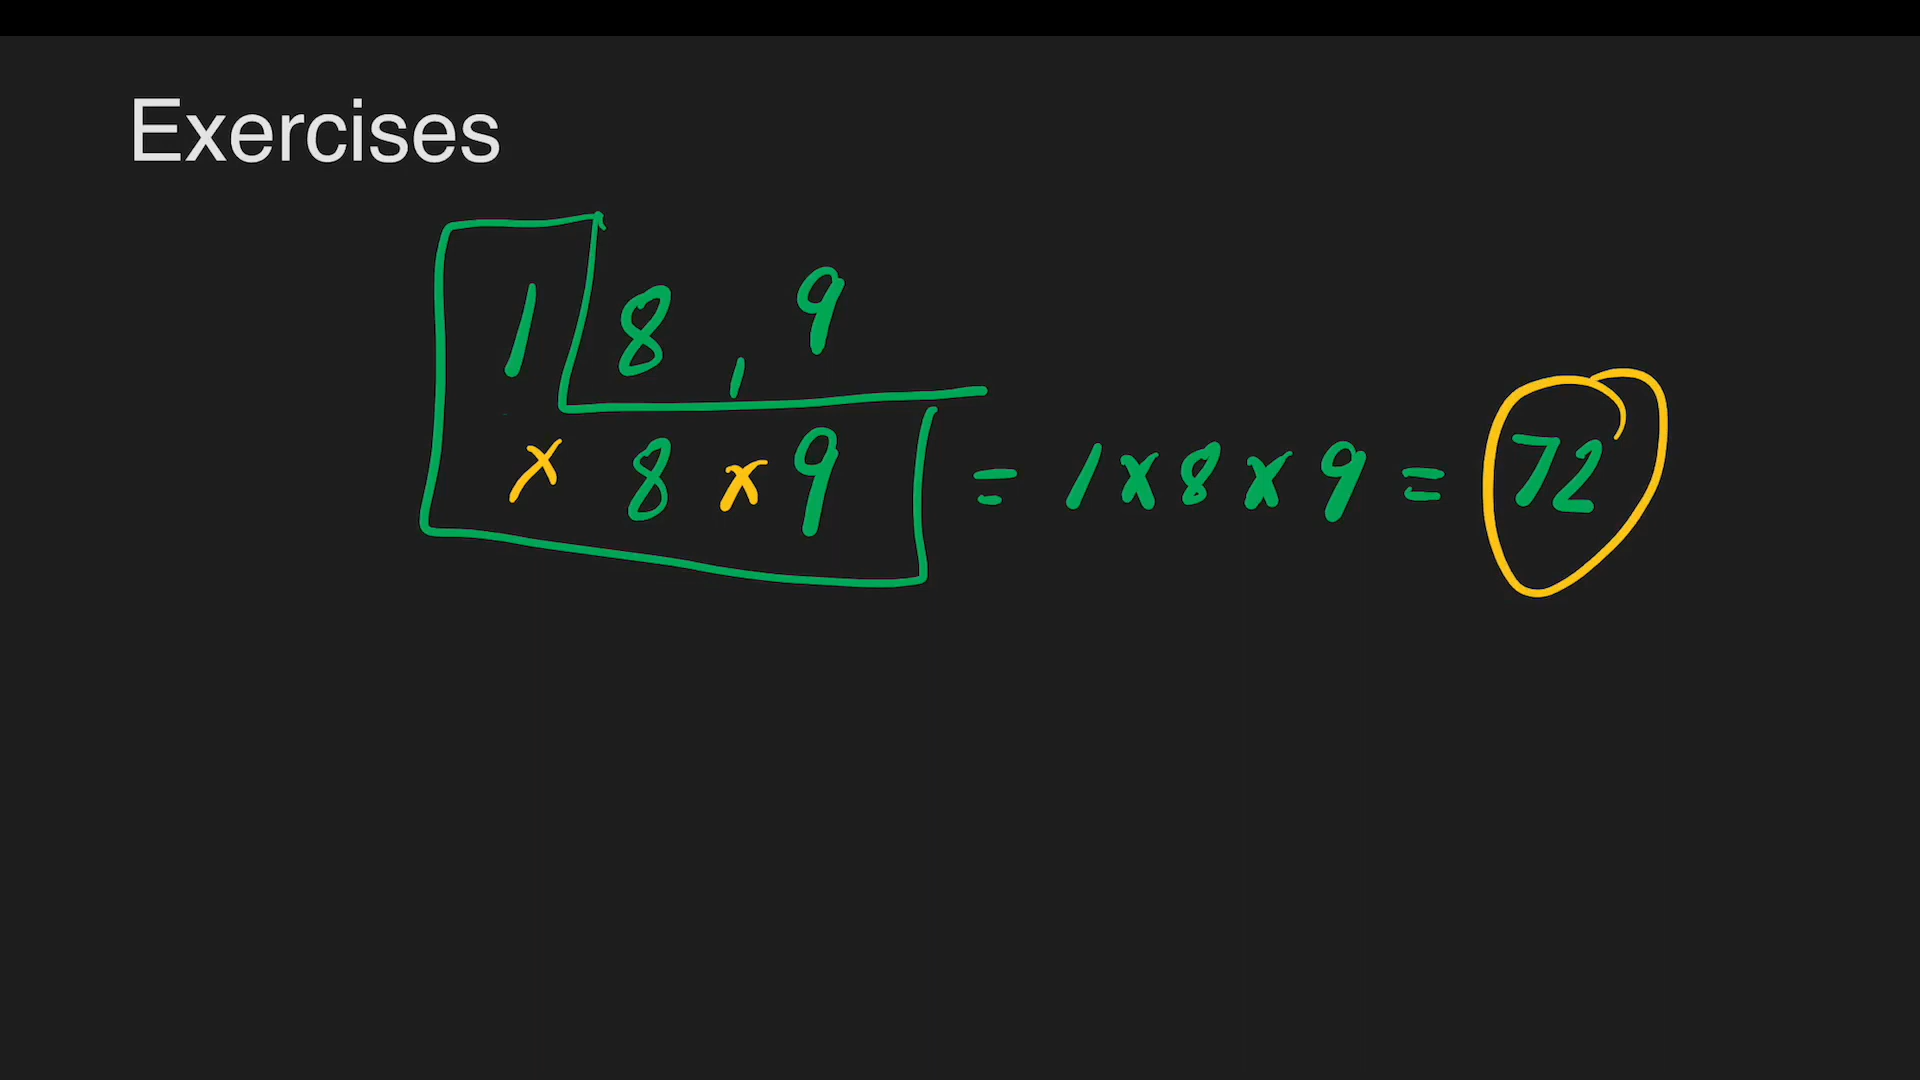 Exercises
1 8 , 9
x 8 x 9 = 1 x 8 x 9 = 72